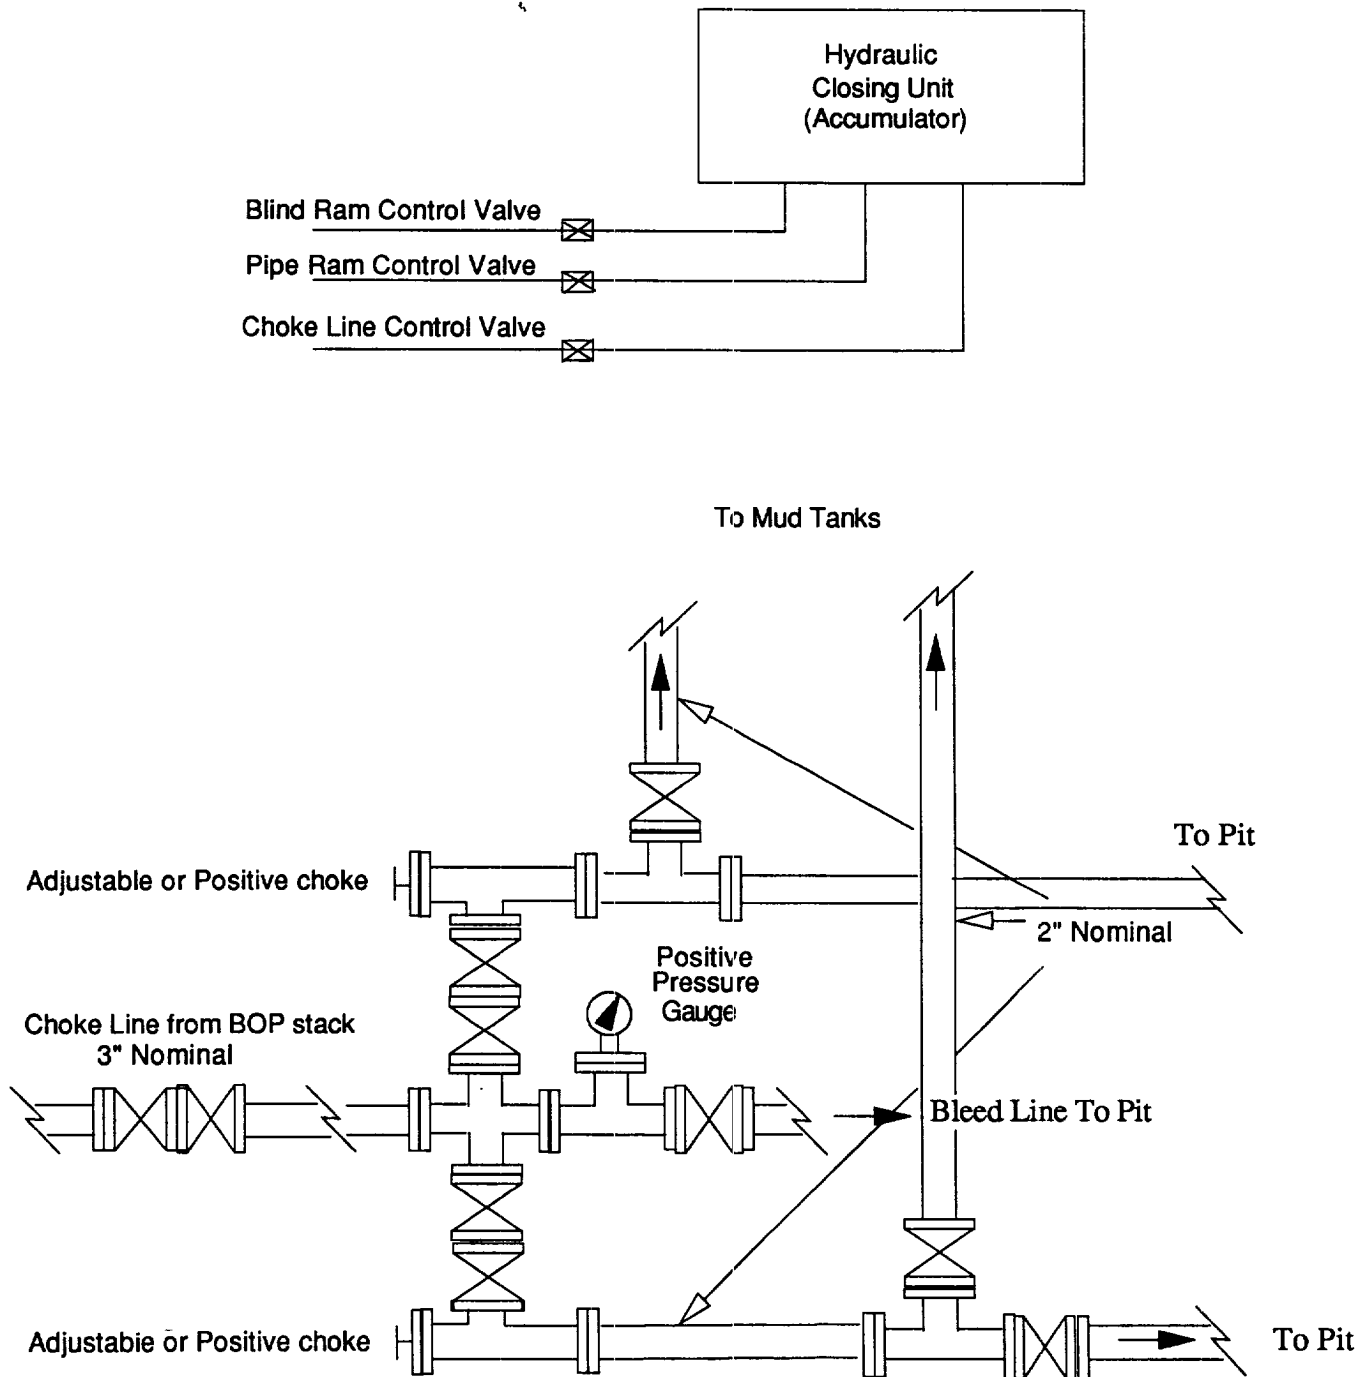 Hydraulic
Closing Unit
(Accumulator)
Blind Ram Control Valve
Pipe Ram Control Valve
Choke Line Control Valve
To Mud Tanks
To Pit
Adjustable or Positive choke
2" Nominal
Positive
Pressure
Gauge
Choke Line from BOP stack
3" Nominal
Bleed Line To Pit
Adjustable or Positive choke
To Pit